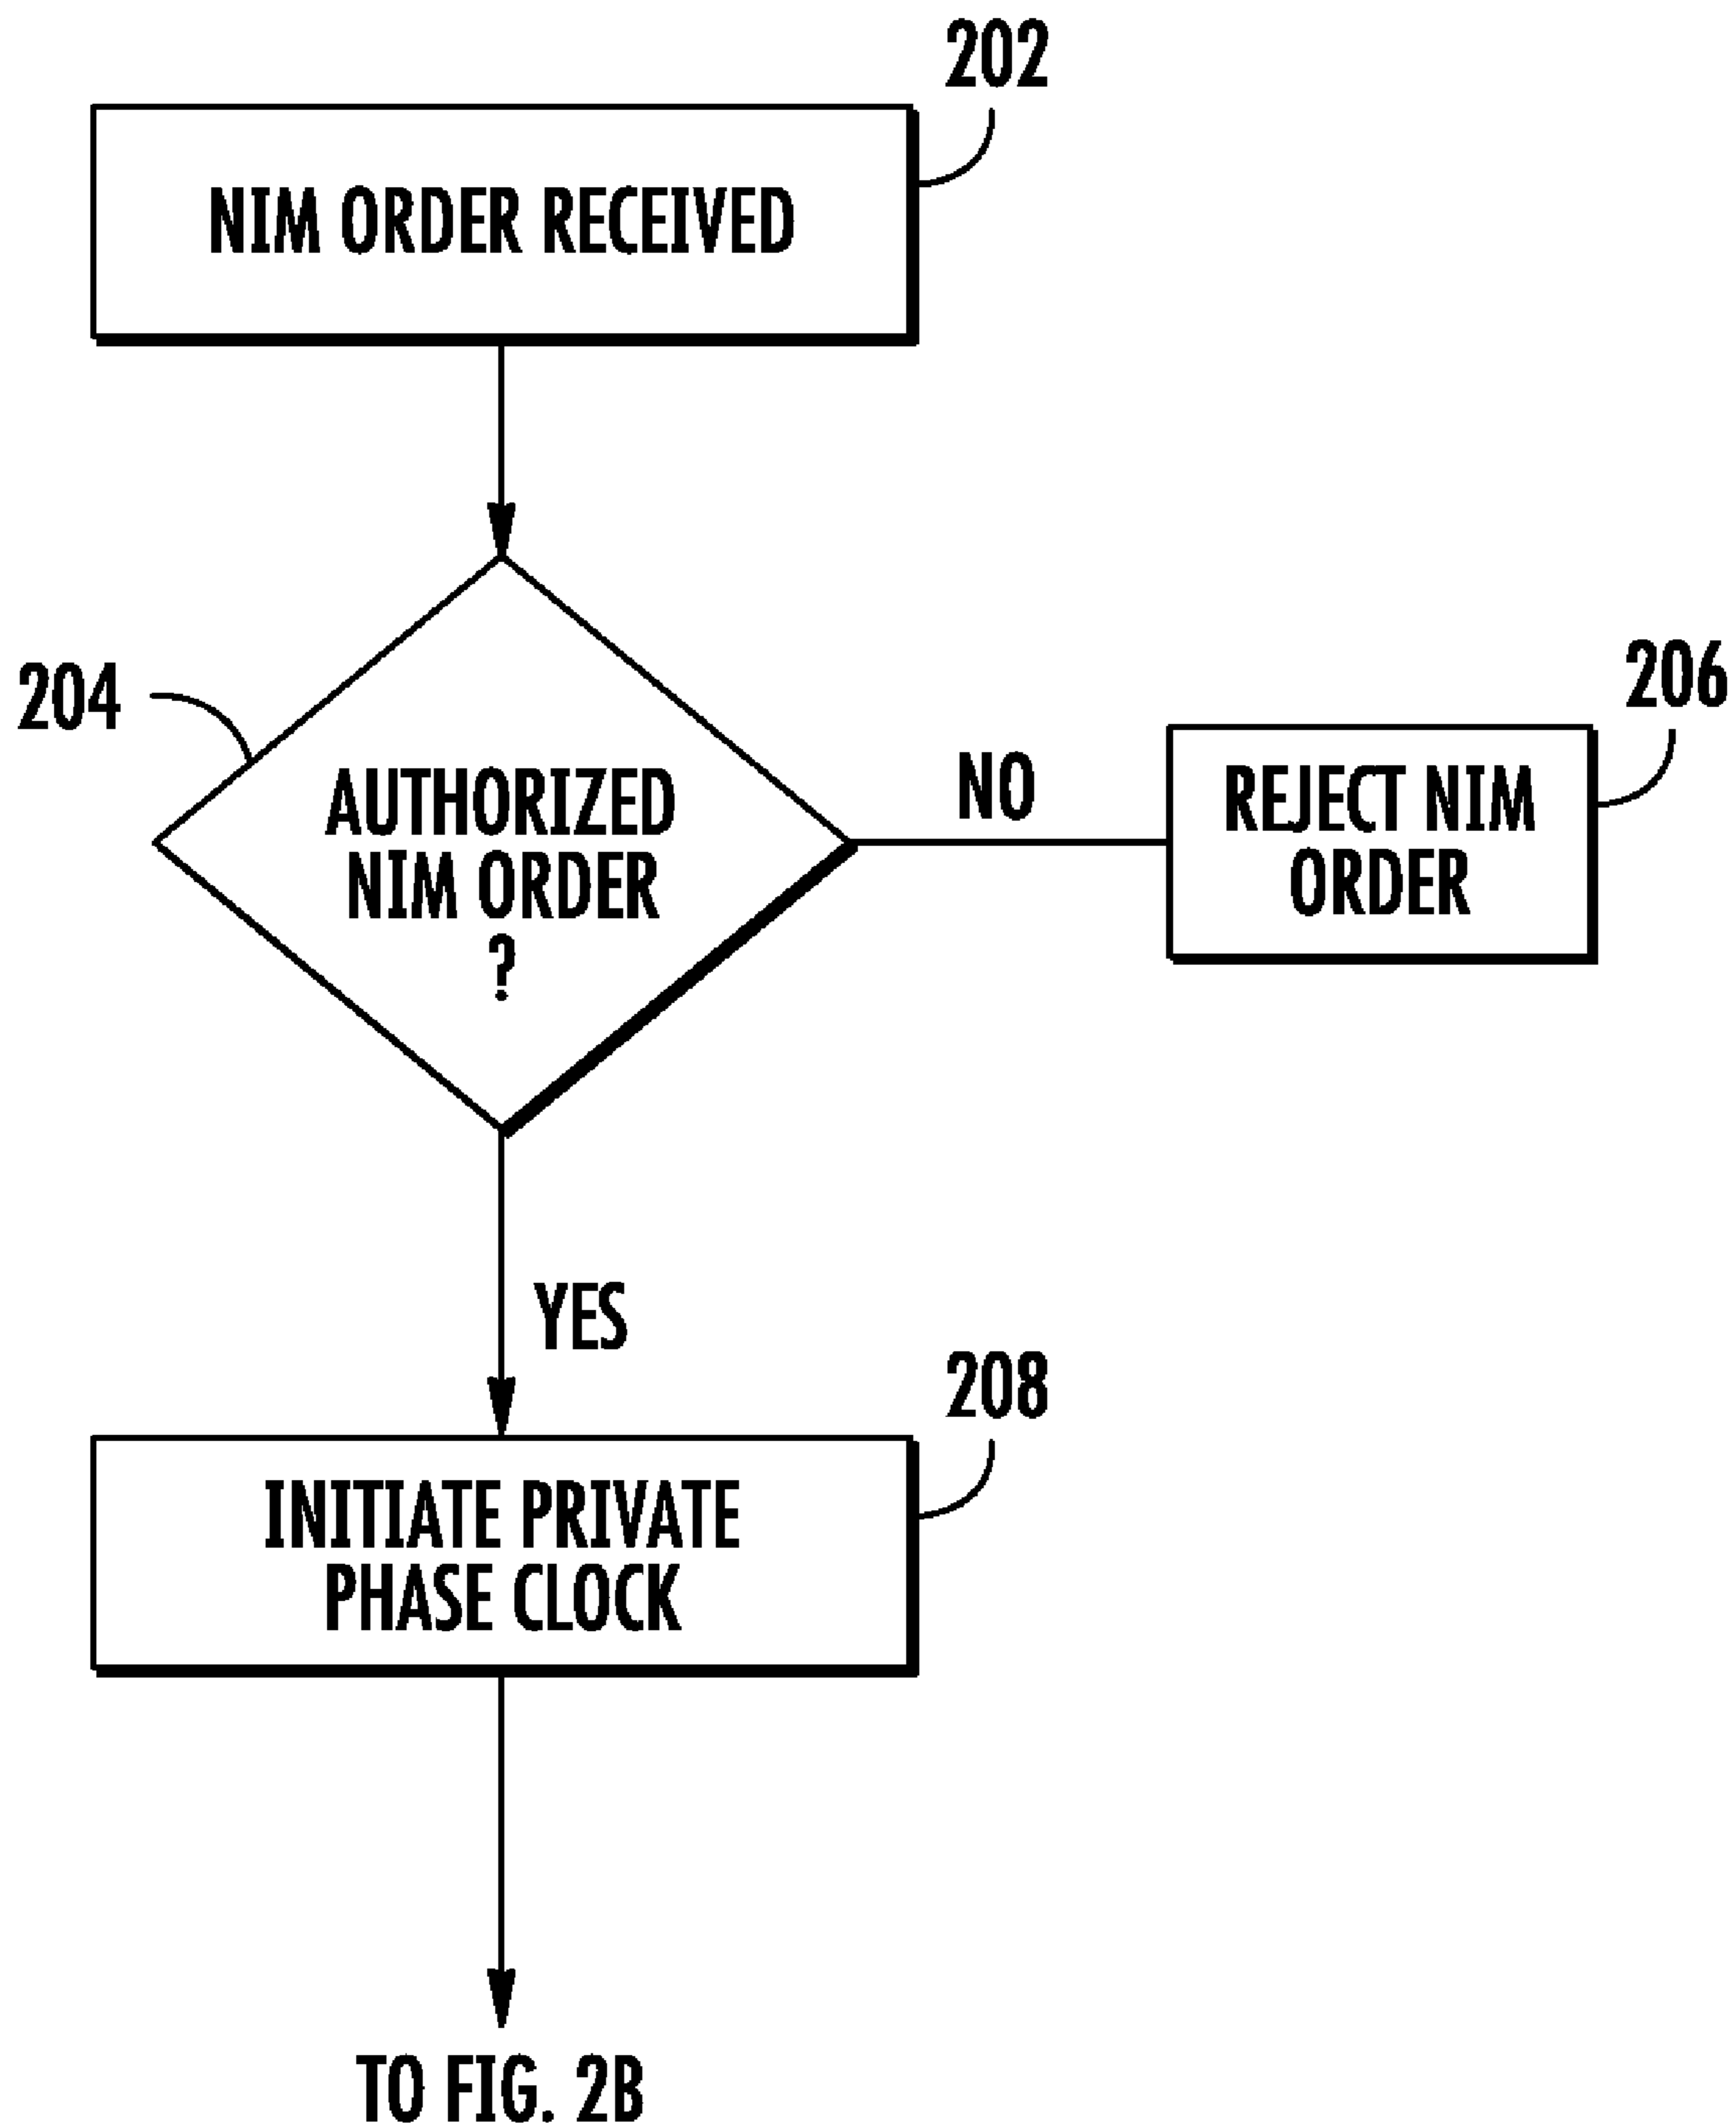 202
NIM ORDER RECEIVED
204
AUTHORIZED
NIM ORDER
?
NO
206
REJECT NIM
ORDER
YES
208
INITIATE PRIVATE
PHASE CLOCK
TO FIG. 2B